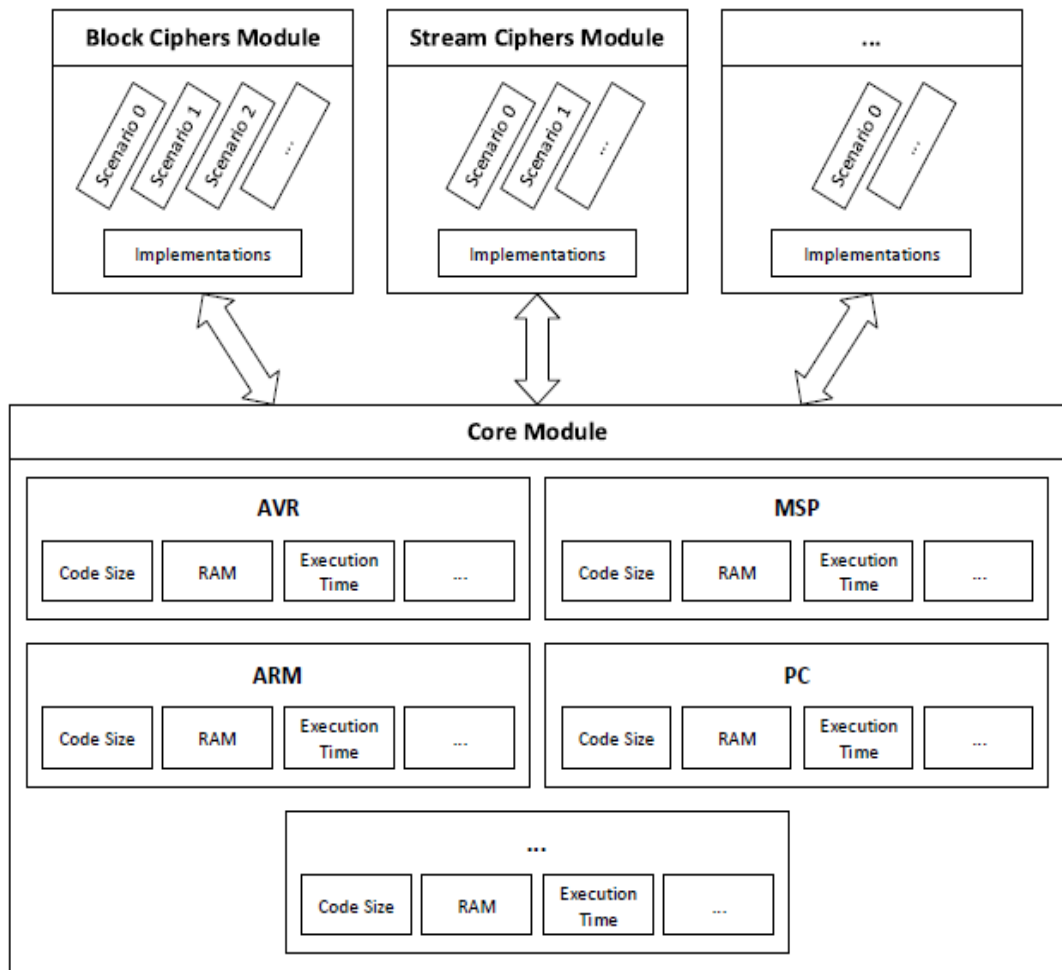 Block Ciphers Module
Scenario 0
Scenario 1
Scenario 2
...
Implementations
Stream Ciphers Module
Scenario 0
Scenario 1
...
Implementations
...
Scenario 0
...
Implementations
Core Module
AVR
Code Size
RAM
Execution
Time
...
MSP
Code Size
RAM
Execution
Time
...
ARM
Code Size
RAM
Execution
Time
...
PC
Code Size
RAM
Execution
Time
...
...
Code Size
RAM
Execution
Time
...